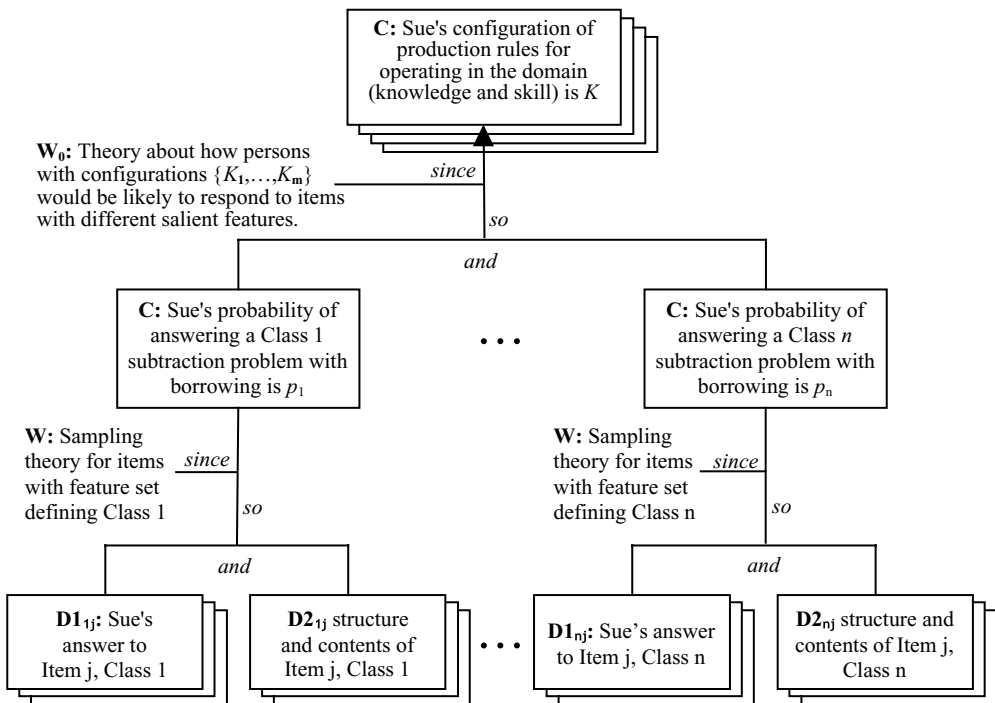 C: Sue's configuration of
production rules for
operating in the domain
(knowledge and skill) is K
W₀: Theory about how persons
with configurations {K₁,…,Kₘ}
would be likely to respond to items
with different salient features.
since
so
and
C: Sue's probability of
answering a Class 1
subtraction problem with
borrowing is p₁
• • •
C: Sue's probability of
answering a Class n
subtraction problem with
borrowing is pₙ
W: Sampling
theory for items
with feature set
defining Class 1
since
so
and
W: Sampling
theory for items
with feature set
defining Class n
since
so
and
D1₁ⱼ: Sue's
answer to
Item j, Class 1
D2₁ⱼ structure
and contents of
Item j, Class 1
• • •
D1ₙⱼ: Sue’s answer
to Item j, Class n
D2ₙⱼ structure and
contents of Item j,
Class n